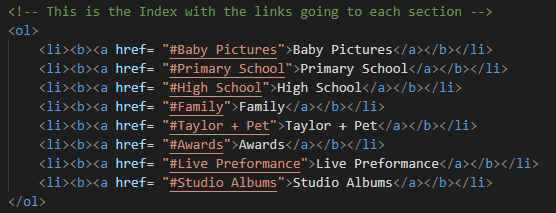 <!-- This is the Index with the links going to each section -->
<ol>
<li><b><a href= "#Baby Pictures">Baby Pictures</a></b></li>
<li><b><a href= "#Primary School">Primary School</a></b></li>
<li><b><a href= "#High School">High School</a></b></li>
<li><b><a href= "#Family">Family</a></b></li>
<li><b><a href= "#Taylor + Pet">Taylor + Pet</a></b></li>
<li><b><a href= "#Awards">Awards</a></b></li>
<li><b><a href= "#Live Preformance">Live Preformance</a></b></li>
<li><b><a href= "#Studio Albums">Studio Albums</a></b></li>
</ol>